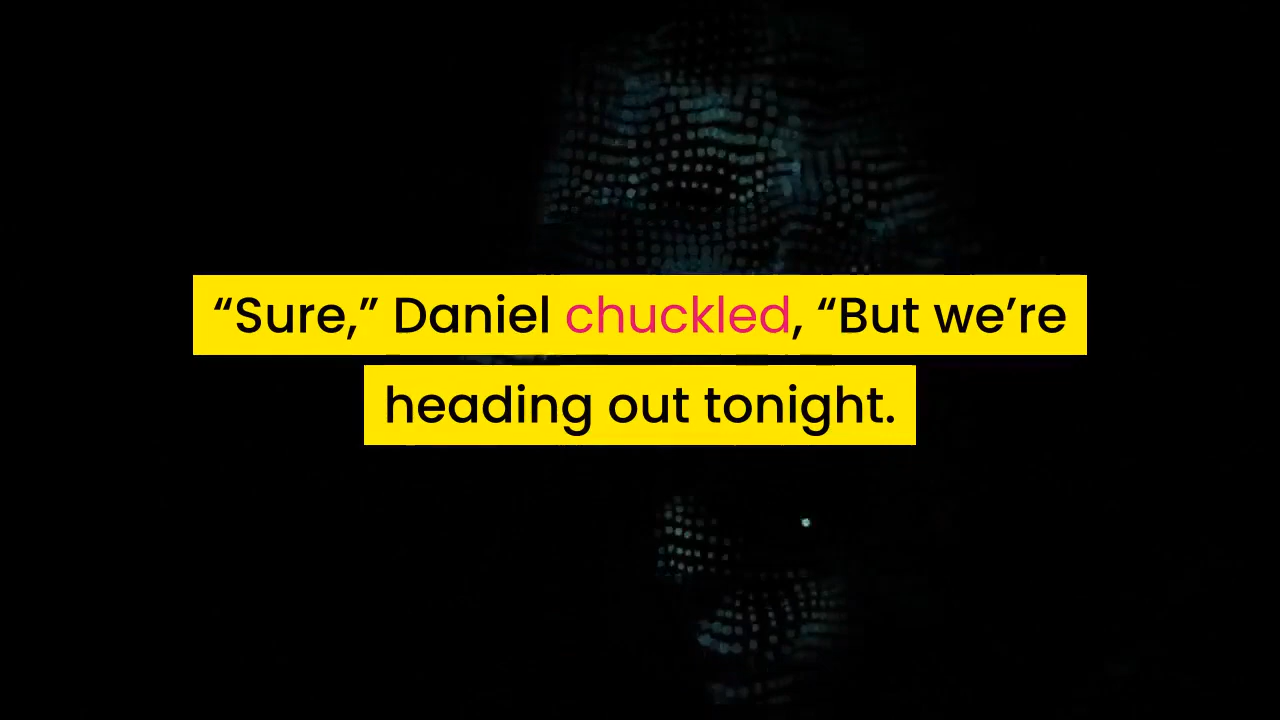 “Sure,” Daniel chuckled, “But we’re
heading out tonight.